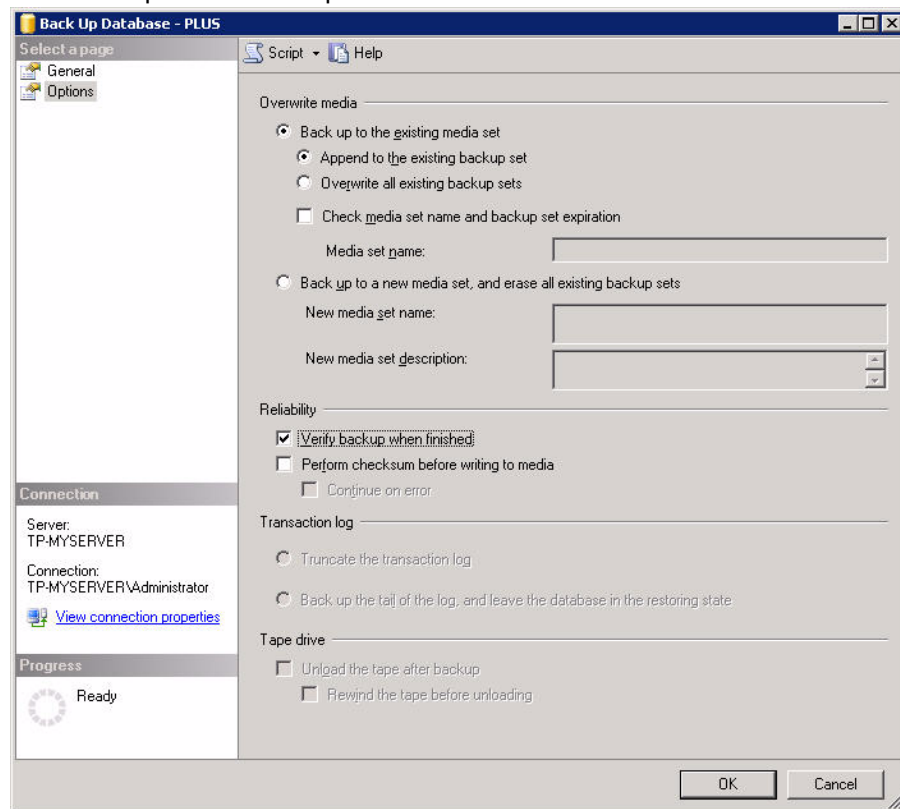 Back Up Database - PLUS
Select a page
General
Options
Script
Help
Overwrite media
Back up to the existing media set
Append to the existing backup set
Overwrite all existing backup sets
Check media set name and backup set expiration
Media set name:
Back up to a new media set, and erase all existing backup sets
New media set name:
New media set description:
Reliability
Verify backup when finished
Perform checksum before writing to media
Continue on error
Transaction log
Truncate the transaction log
Back up the tail of the log, and leave the database in the restoring state
Tape drive
Unload the tape after backup
Rewind the tape before unloading
Connection
Server:
TP-MYSERVER
Connection:
TP-MYSERVER\Administrator
View connection properties
Progress
Ready
OK
Cancel